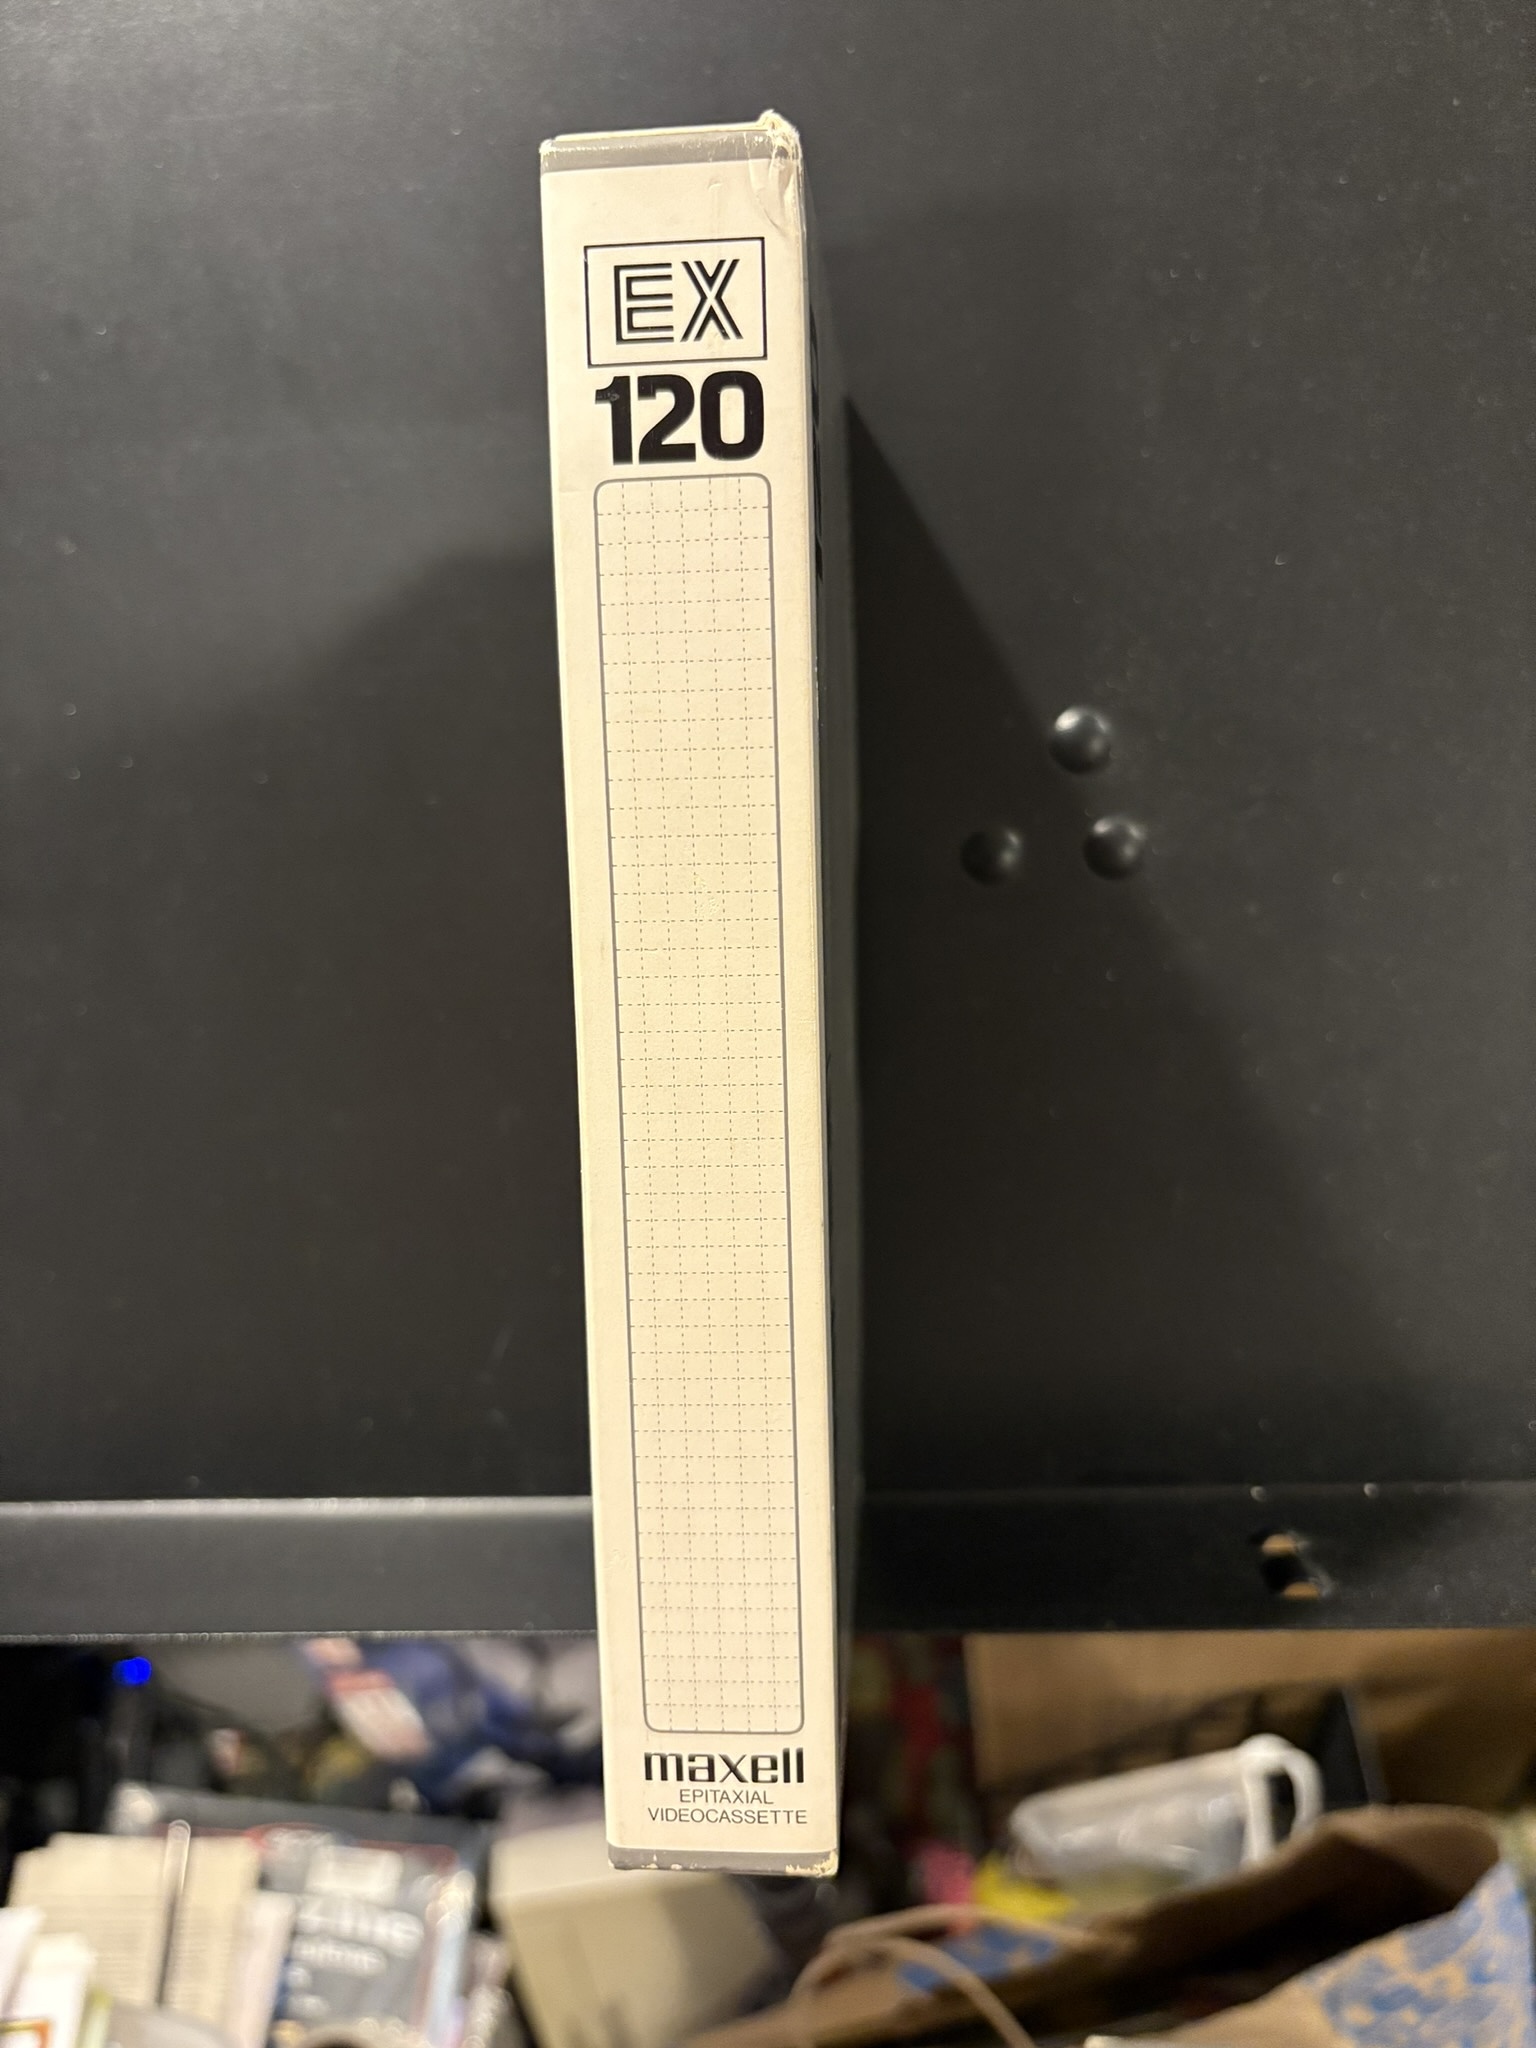 EX
120
maxell
EPITAXIAL
VIDEOCASSETTE